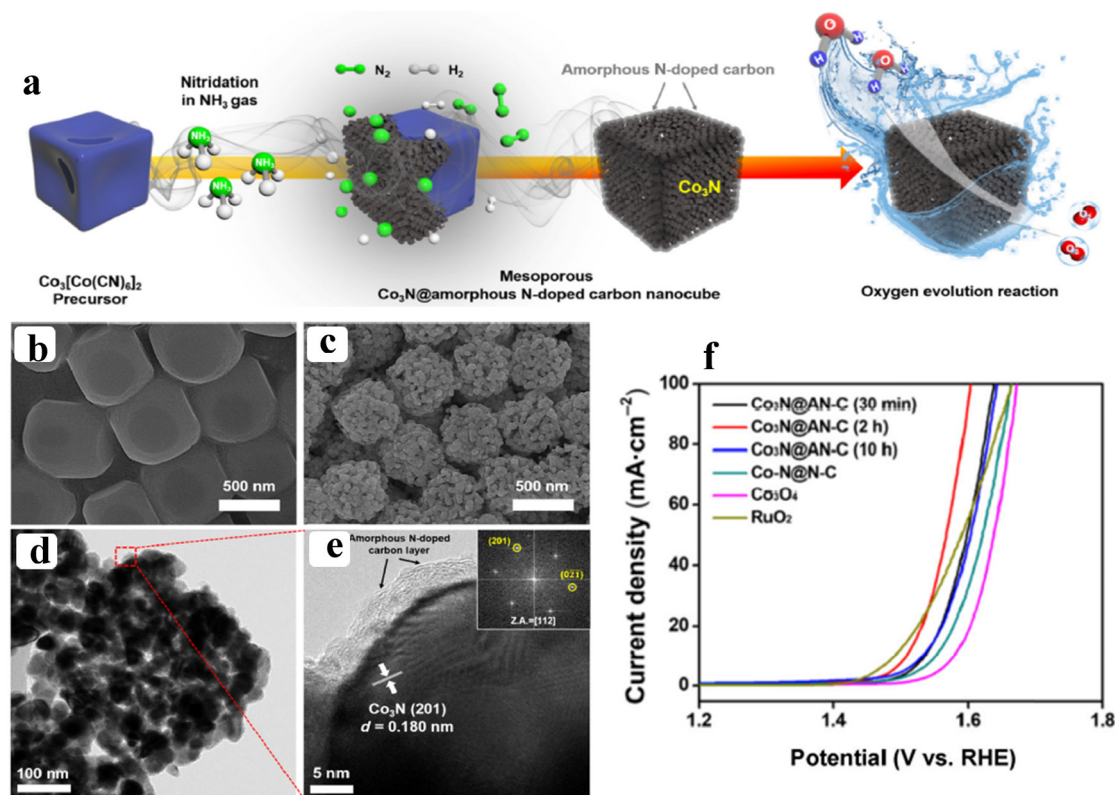 a
Nitridation
in NH₃ gas
N₂
H₂
Amorphous N-doped carbon
NH₃
NH₃
NH₃
Co₃N
O
H
O
H
Co₃[Co(CN)₆]₂
Precursor
Mesoporous
Co₃N@amorphous N-doped carbon nanocube
Oxygen evolution reaction
b
500 nm
c
500 nm
d
100 nm
e
Amorphous N-doped
carbon layer
(201)
Z.A.=[112]
Co₃N (201)
d = 0.180 nm
5 nm
f
Current density (mA·cm⁻²)
100
80
60
40
20
0
Co₃N@AN-C (30 min)
Co₃N@AN-C (2 h)
Co₃N@AN-C (10 h)
Co-N@N-C
Co₃O₄
RuO₂
1.2
1.4
1.6
1.8
Potential (V vs. RHE)